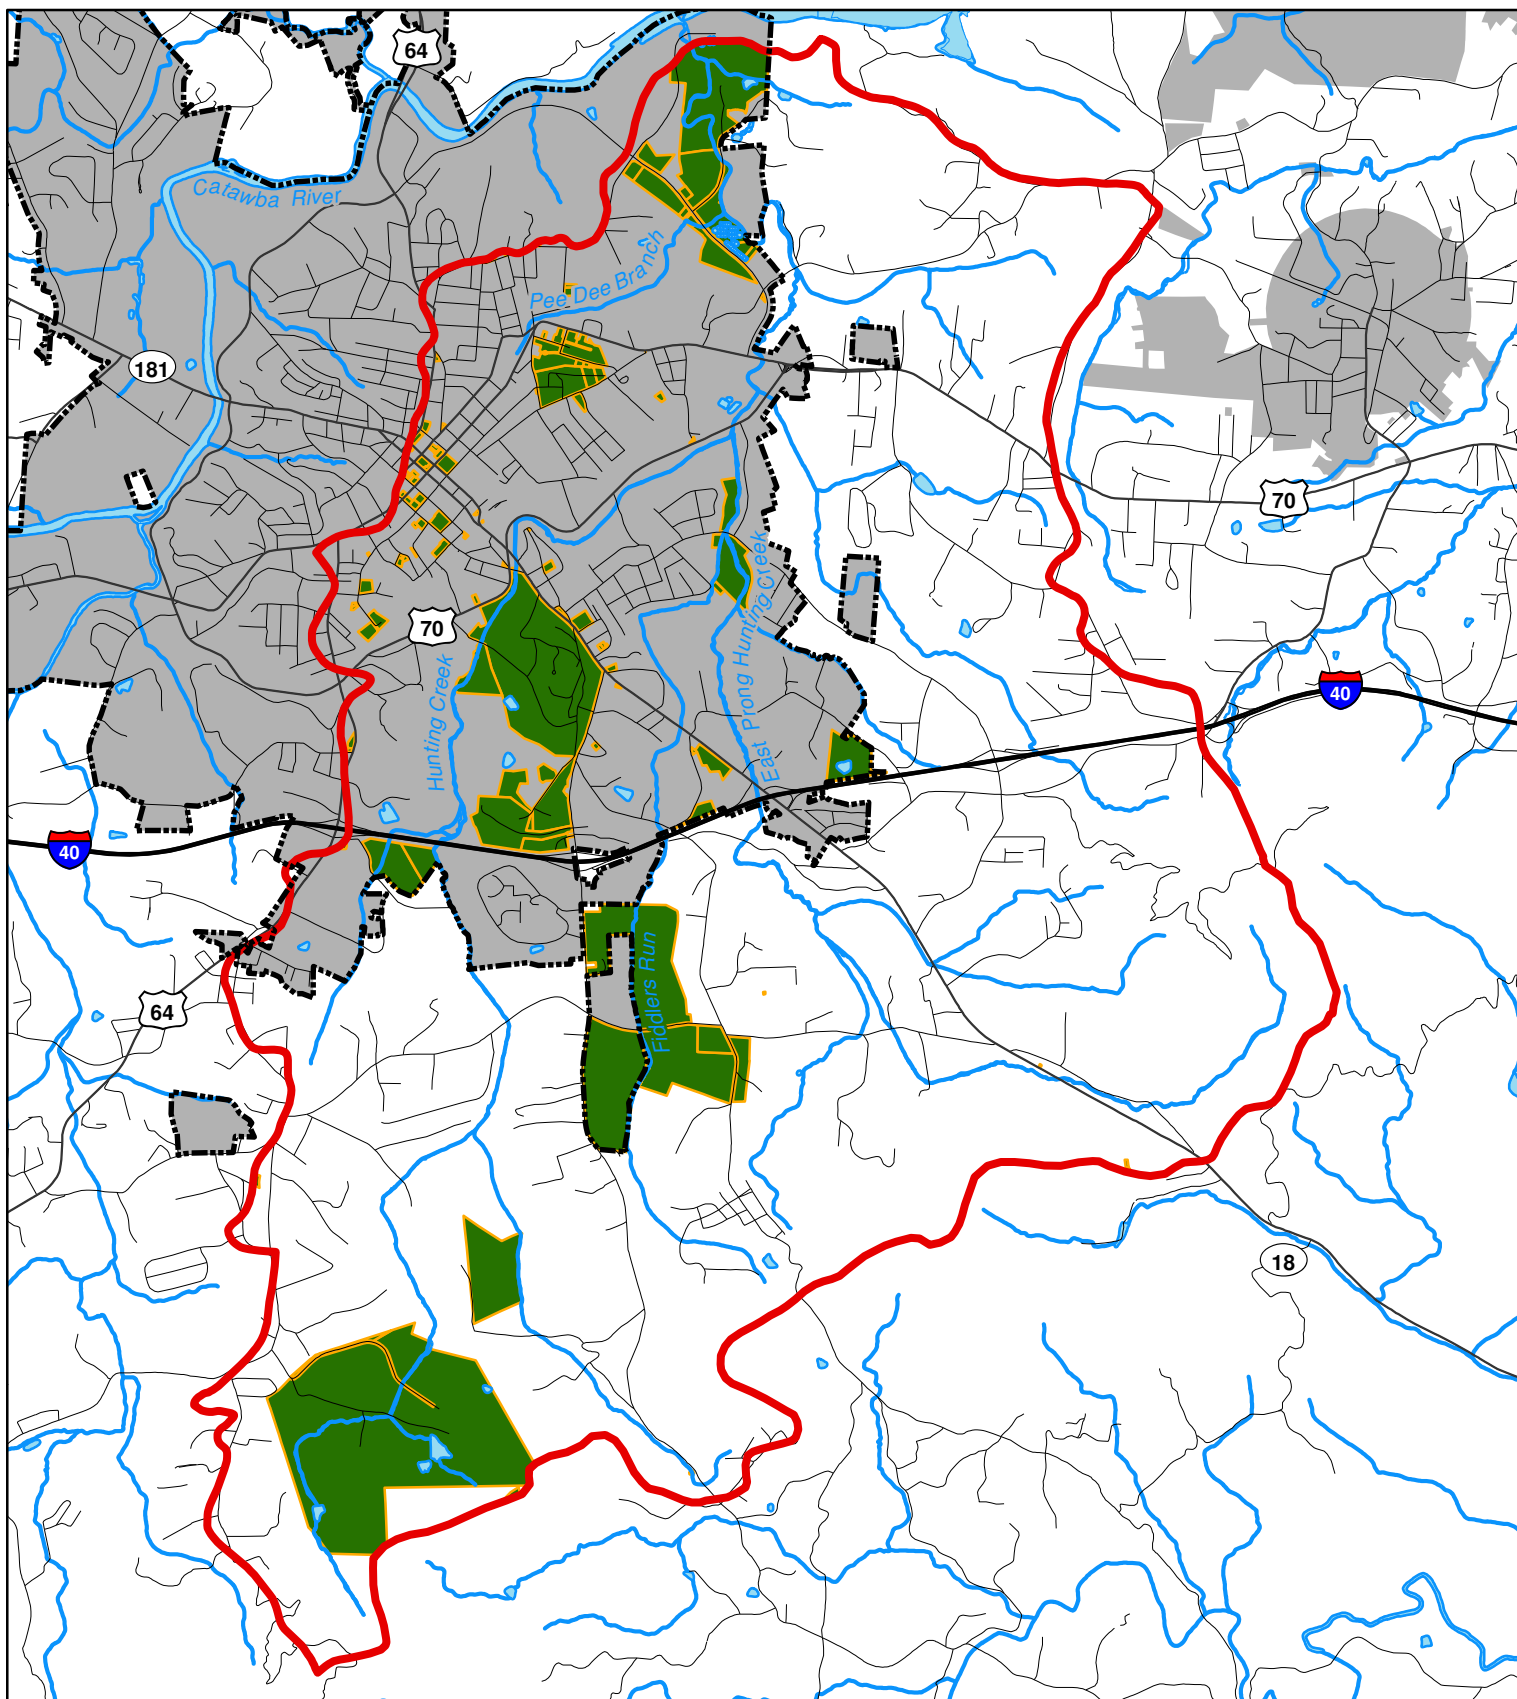 64
Catawba River
Pee Dee Branch
181
70
East Prong Hunting Creek
70
Hunting Creek
40
40
Fiddlers Run
64
18